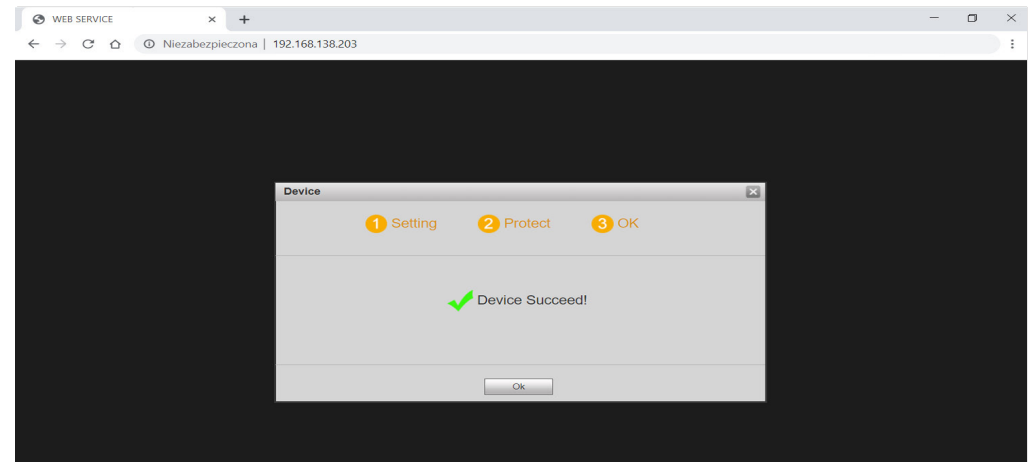 WEB SERVICE
Niezabezpieczona | 192.168.138.203
Device
1 Setting 2 Protect 3 OK
Device Succeed!
Ok